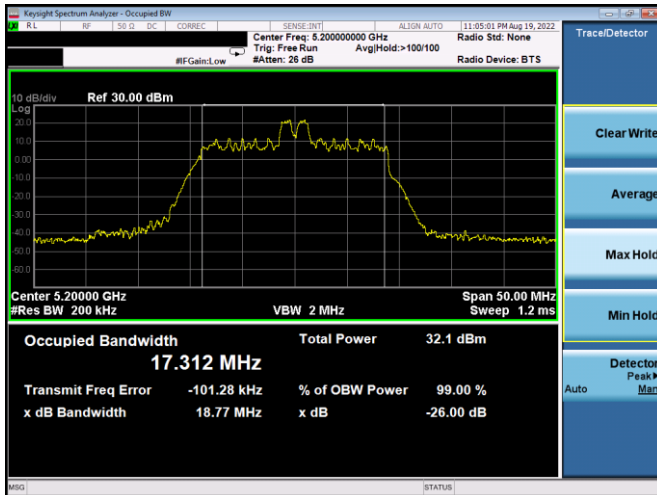 Keysight Spectrum Analyzer - Occupied BW
RL RF 50 Ω DC CORREC SENSE:INT ALIGN AUTO 11:05:01 PM Aug 19, 2022
Center Freq: 5.200000000 GHz Radio Std: None
Trig: Free Run Avg|Hold:>100/100
#IFGain:Low #Atten: 26 dB Radio Device: BTS
10 dB/div Ref 30.00 dBm
Log
20.0
10.0
0.00
-10.0
-20.0
-30.0
-40.0
-50.0
-60.0
Center 5.20000 GHz Span 50.00 MHz
#Res BW 200 kHz VBW 2 MHz Sweep 1.2 ms
Occupied Bandwidth Total Power 32.1 dBm
17.312 MHz
Transmit Freq Error -101.28 kHz % of OBW Power 99.00 %
x dB Bandwidth 18.77 MHz x dB -26.00 dB
MSG STATUS
Trace/Detector
Clear Write
Average
Max Hold
Min Hold
Detector
Peak
Auto Man